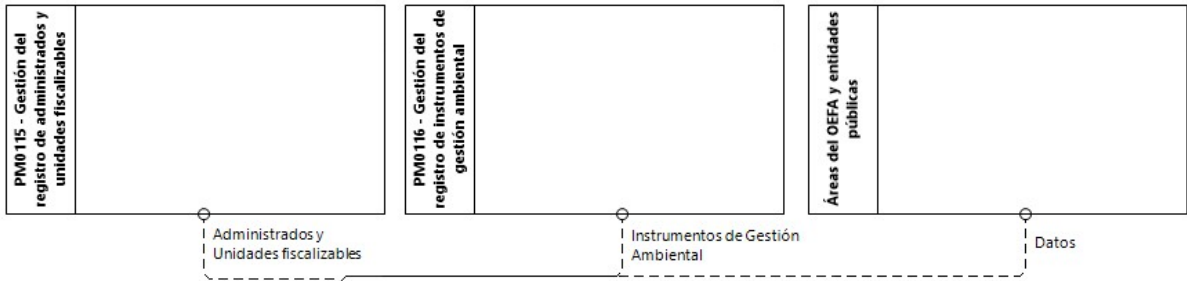 PM0115 - Gestión del
registro de administrados y
unidades fiscalizables
PM0116 - Gestión del
registro de instrumentos de
gestión ambiental
Áreas del OEFA y entidades
públicas
Administrados y
Unidades fiscalizables
Instrumentos de Gestión
Ambiental
Datos